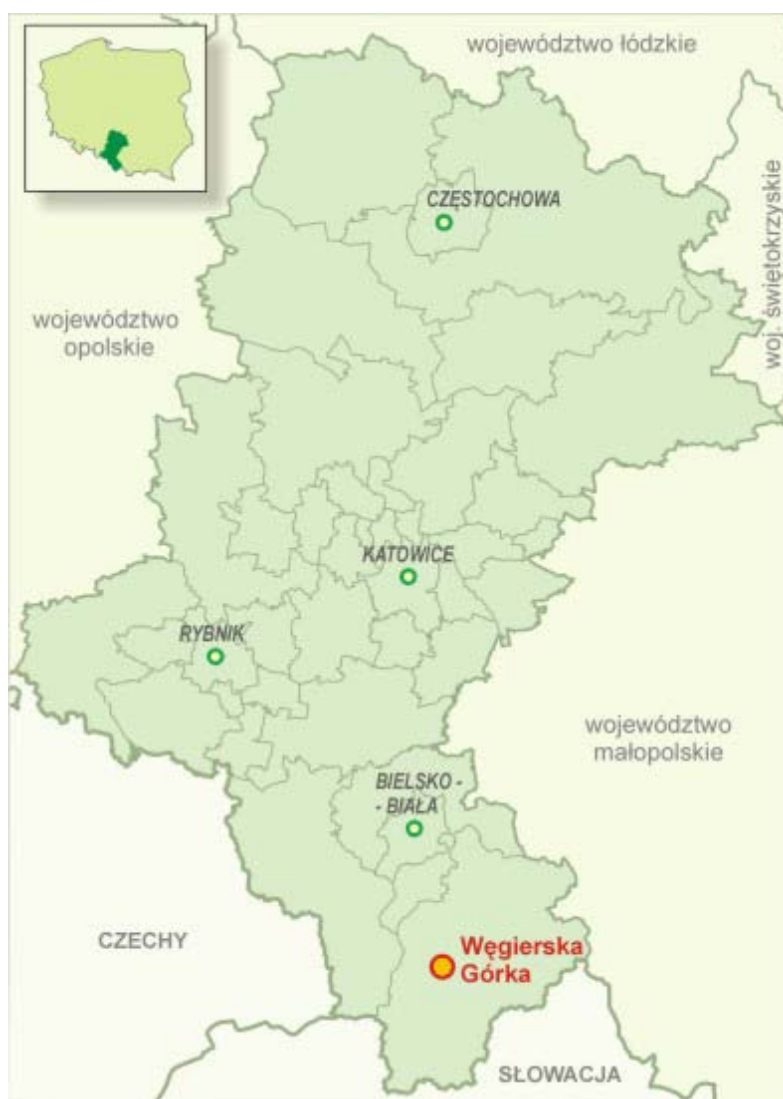 województwo łódzkie
CZĘSTOCHOWA
woj. świętokrzyskie
województwo
opolskie
KATOWICE
RYBNIK
województwo
małopolskie
BIELSKO -
- BIAŁA
CZECHY
Węgierska
Górka
SŁOWACJA